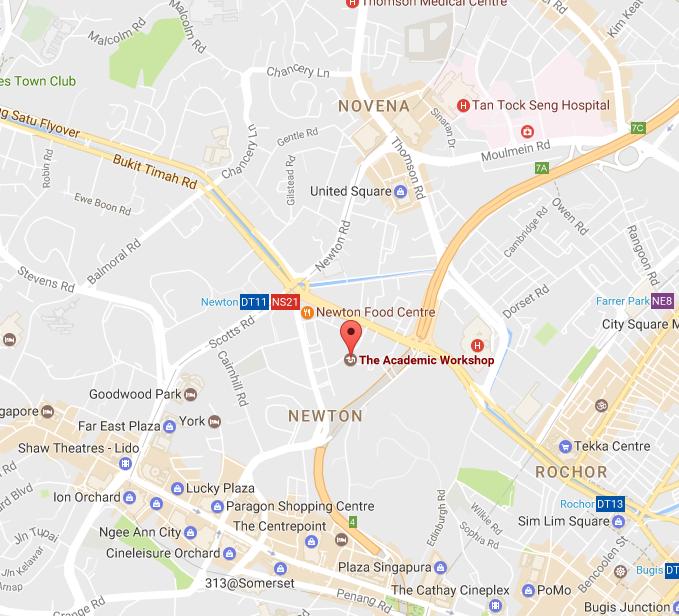 Thomson Medical Centre
Malcolm Rd
Malcolm Rd
Kim Kea
es Town Club
Chancery Ln
NOVENA
Tan Tock Seng Hospital
Sinaran Dr
7C
g Satu Flyover
Gentle Rd
Chancery Ln
Thomson Rd
Moulmein Rd
Bukit Timah Rd
Robin Rd
Gilstead Rd
7A
United Square
Ewe Boon Rd
Owen Rd
Cambridge Rd
Rangoon Rd
Newton Rd
Balmoral Rd
Stevens Rd
Newton DT11 NS21
Dorset Rd
Farrer Park NE8
Newton Food Centre
City Square M
Scotts Rd
The Academic Workshop
Cairnhill Rd
Goodwood Park
gapore
NEWTON
York
Far East Plaza
Shaw Theatres - Lido
Tekka Centre
ROCHOR
Rd
Lucky Plaza
Ion Orchard
Paragon Shopping Centre
ard Blvd
Rochor DT13
Edinburgh Rd
Wilkie Rd
Sophia Rd
Sim Lim Square
4
The Centrepoint
Ngee Ann City
Jln Tupai
Cineleisure Orchard
Jln Kelawar
Plaza Singapura
Bencoolen St
Bugis DT
313@Somerset
Arnap
The Cathay Cineplex
PoMo
Penang Rd
Bugis Junction
ange Rd